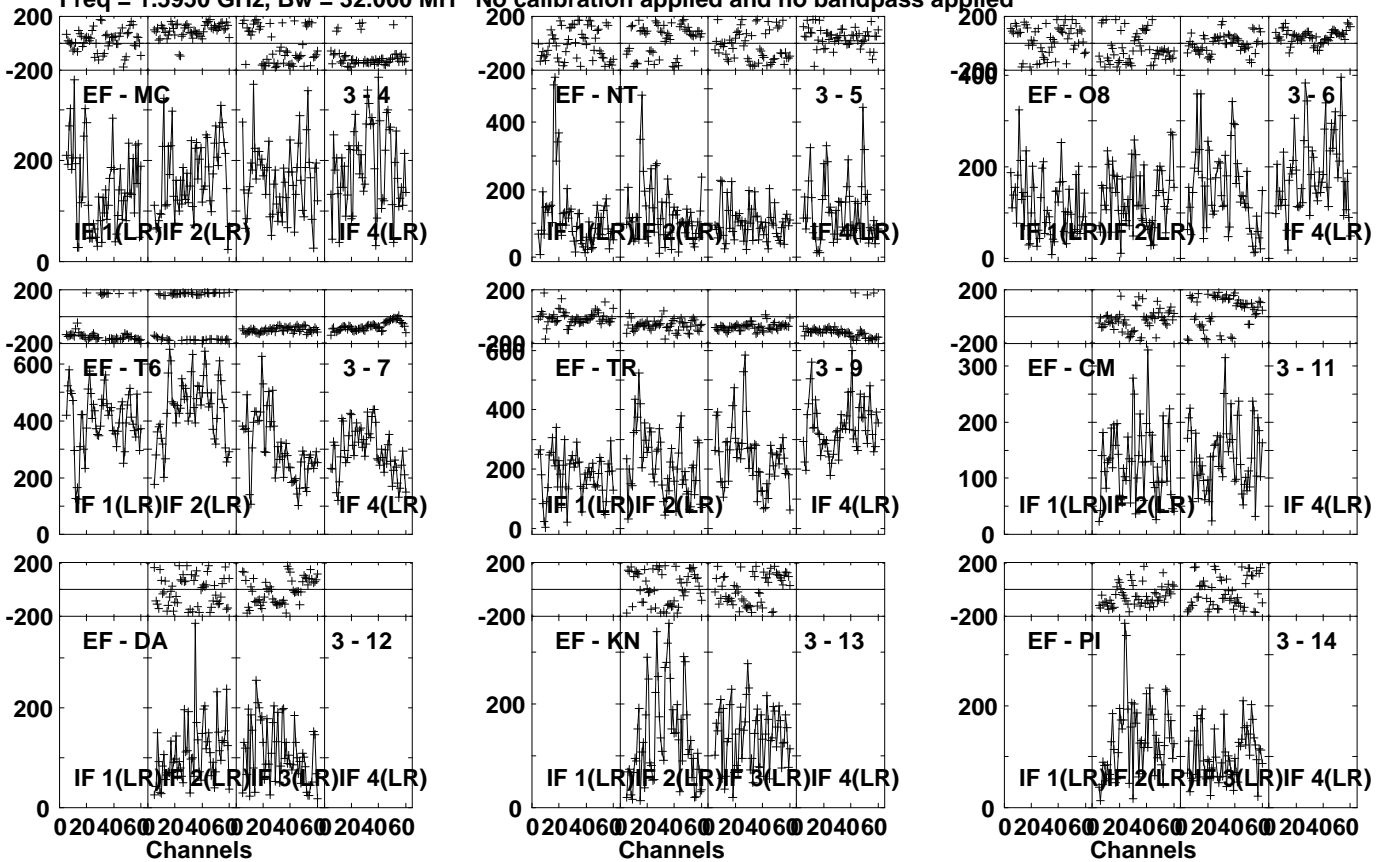 Freq = 1.5950 GHz, Bw = 32.000 MH No calibration applied and no bandpass applied
200 200 200
-200 -200 -200
EF - MC 3 - 4 EF - NT 3 - 5 400 EF - O8 3 - 6
400
200 200 200
IF 1(LR) IF 2(LR) IF 4(LR) IF 1(LR) IF 2(LR) IF 4(LR) IF 1(LR) IF 2(LR) IF 4(LR)
0 0 0
200 200 200
-200 -200 -200
600 EF - T6 3 - 7 600 EF - TR 3 - 9 300 EF - CM 3 - 11
400 400 200
200 200 100
IF 1(LR) IF 2(LR) IF 4(LR) IF 1(LR) IF 2(LR) IF 4(LR) IF 1(LR) IF 2(LR) IF 4(LR)
0 0 0
200 200 200
-200 -200 -200
EF - DA 3 - 12 EF - KN 3 - 13 EF - PI 3 - 14
200 200 200
IF 1(LR) IF 2(LR) IF 3(LR) IF 4(LR) IF 1(LR) IF 2(LR) IF 3(LR) IF 4(LR) IF 1(LR) IF 2(LR) IF 3(LR) IF 4(LR)
0 0 0
0 20 40 60 0 20 40 60 0 20 40 60 0 20 40 60 0 20 40 60 0 20 40 60 0 20 40 60 0 20 40 60 0 20 40 60 0 20 40 60 0 20 40 60 0 20 40 60
Channels Channels Channels